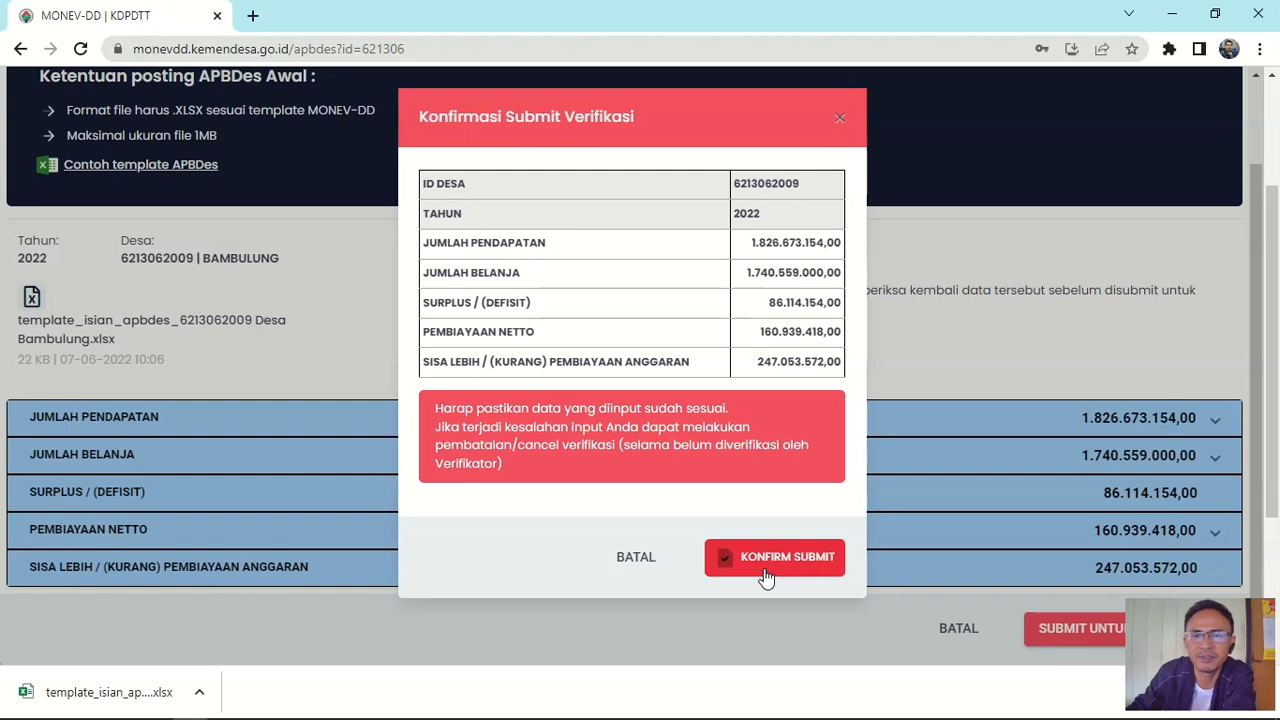 MONEV-DD | KDPDTT
monevdd.kemendesa.go.id/apbdes?id=621306
Ketentuan posting APBDes Awal :
Format file harus .XLSX sesuai template MONEV-DD
Maksimal ukuran file 1MB
Contoh template APBDes
Tahun:
2022
Desa:
6213062009 | BAMBULUNG
template_isian_apbdes_6213062009 Desa
Bambulung.xlsx
22 KB | 07-06-2022 10:06
eriksa kembali data tersebut sebelum disubmit untuk
Konfirmasi Submit Verifikasi
ID DESA 6213062009
TAHUN 2022
JUMLAH PENDAPATAN 1.826.673.154,00
JUMLAH BELANJA 1.740.559.000,00
SURPLUS / (DEFISIT) 86.114.154,00
PEMBIAYAAN NETTO 160.939.418,00
SISA LEBIH / (KURANG) PEMBIAYAAN ANGGARAN 247.053.572,00
Harap pastikan data yang diinput sudah sesuai.
Jika terjadi kesalahan input Anda dapat melakukan
pembatalan/cancel verifikasi (selama belum diverifikasi oleh
Verifikator)
BATAL
KONFIRM SUBMIT
JUMLAH PENDAPATAN 1.826.673.154,00
JUMLAH BELANJA 1.740.559.000,00
SURPLUS / (DEFISIT) 86.114.154,00
PEMBIAYAAN NETTO 160.939.418,00
SISA LEBIH / (KURANG) PEMBIAYAAN ANGGARAN 247.053.572,00
BATAL
SUBMIT UNTU
template_isian_ap....xlsx